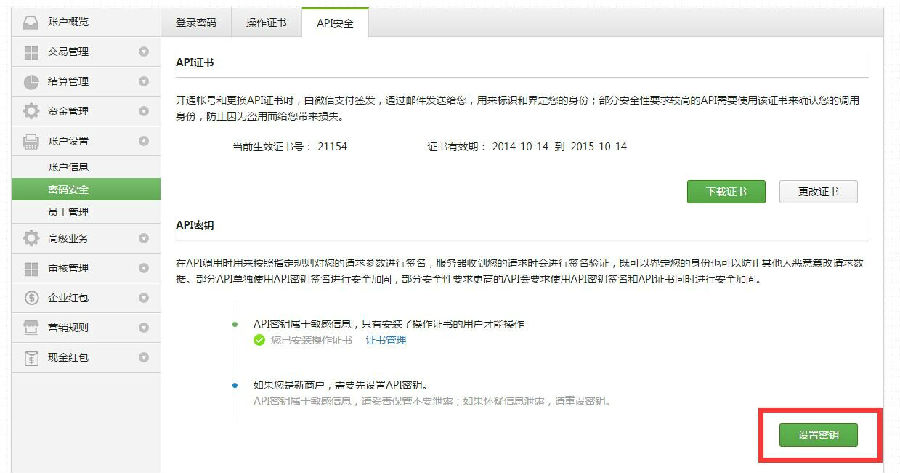 账户概览
交易管理
结算管理
资金管理
账户设置
账户信息
密码安全
员工管理
高级业务
审核管理
企业红包
营销规则
现金红包
登录密码
操作证书
API安全
API证书
开通帐号和更换API证书时，由微信支付签发，通过邮件发送给您，用来标识和界定您的身份；部分安全性要求较高的API需要使用该证书来确认您的调用
身份，防止因为盗用而给您带来损失。
当前生效证书号： 21154
证书有效期： 2014-10-14 到 2015-10-14
下载证书
更改证书
API密钥
在API调用时用来按照指定规则对您的请求参数进行签名，服务器收到您的请求时会进行签名验证，既可以界定您的身份也可以防止其他人恶意篡改请求数
据。部分API单独使用API密钥签名进行安全加固，部分安全性要求更高的API会要求使用API密钥签名和API证书同时进行安全加固。
API密钥属于敏感信息，只有安装了操作证书的用户才能操作
您已安装操作证书 证书管理
如果您是新商户，需要先设置API密钥。
API密钥属于敏感信息，请妥善保管不要泄露；如果怀疑信息泄露，请重设密钥。
设置密钥